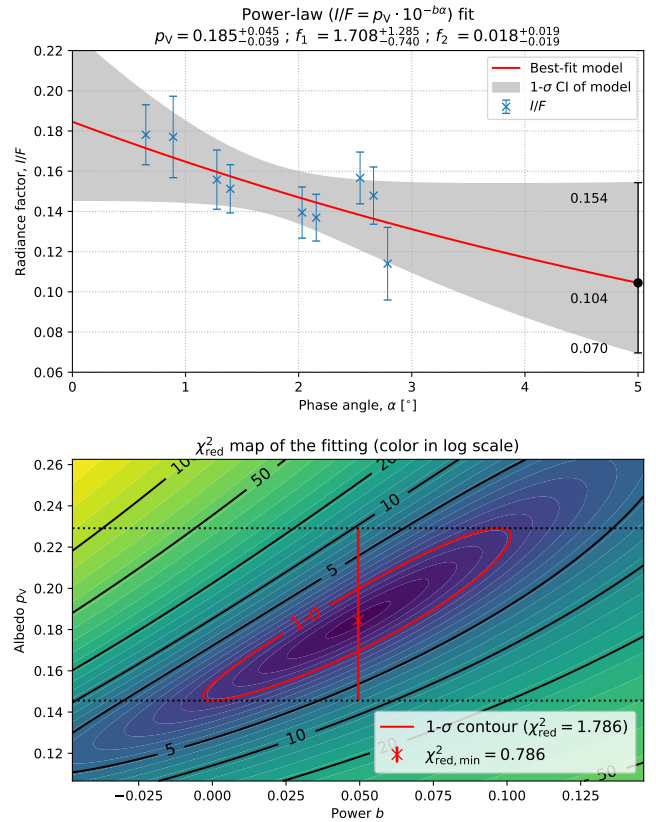 Power-law (I/F = p_V · 10^{−bα}) fit
p_V = 0.185^{+0.045}_{−0.039} ; f_1 = 1.708^{+1.285}_{−0.740} ; f_2 = 0.018^{+0.019}_{−0.019}
0.22
0.20
0.18
0.16
0.14
0.12
0.10
0.08
0.06
Radiance factor, I/F
Best-fit model
1-σ CI of model
I/F
0.154
0.104
0.070
0 1 2 3 4 5
Phase angle, α [°]
χ²_red map of the fitting (color in log scale)
0.26
0.24
0.22
0.20
0.18
0.16
0.14
0.12
Albedo p_V
10
50
20
10
5
1-σ
5
10
20
50
1-σ contour (χ²_red = 1.786)
χ²_{red, min} = 0.786
−0.025 0.000 0.025 0.050 0.075 0.100 0.125
Power b